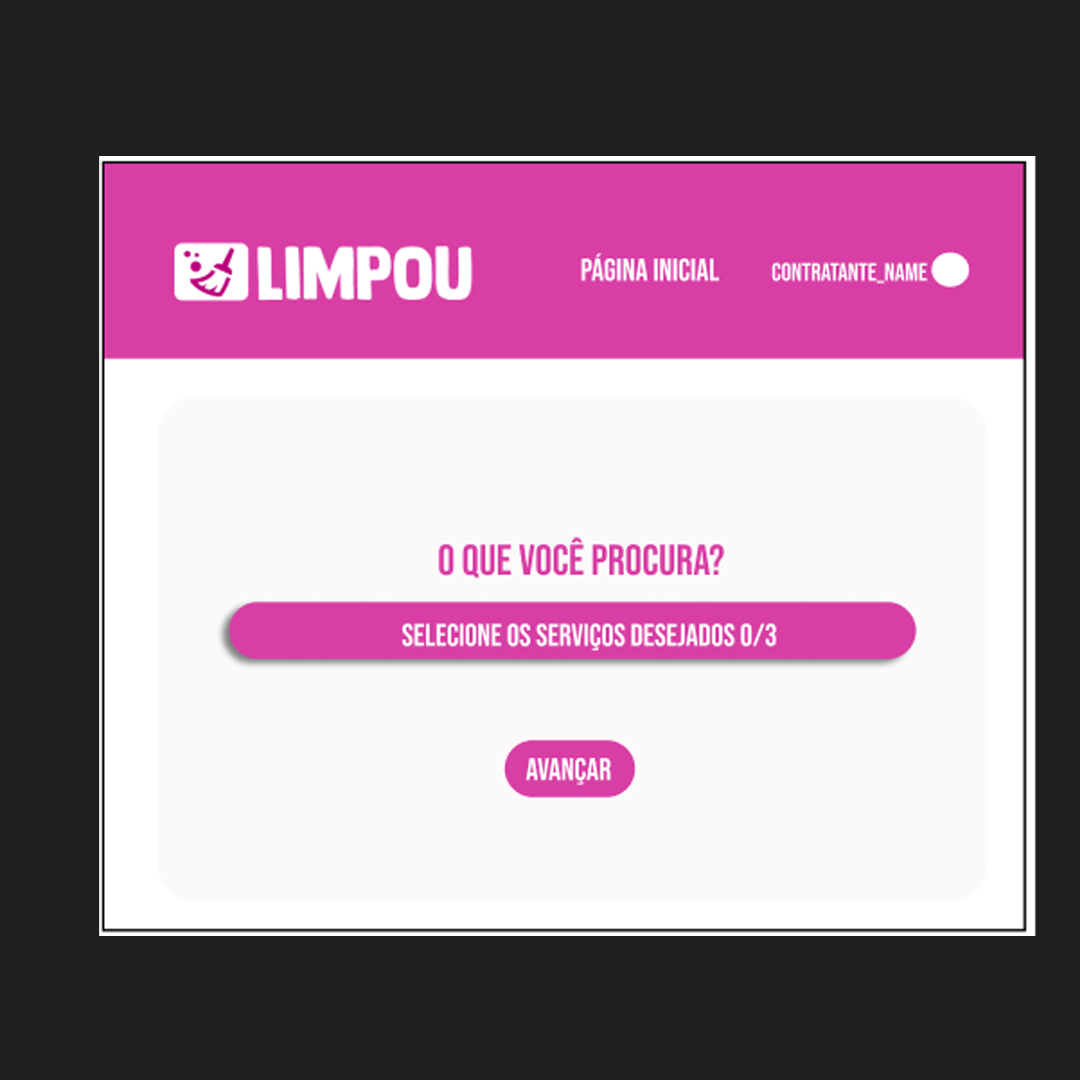 LIMPOU
PÁGINA INICIAL
CONTRATANTE_NAME
O QUE VOCÊ PROCURA?
SELECIONE OS SERVIÇOS DESEJADOS 0/3
AVANÇAR